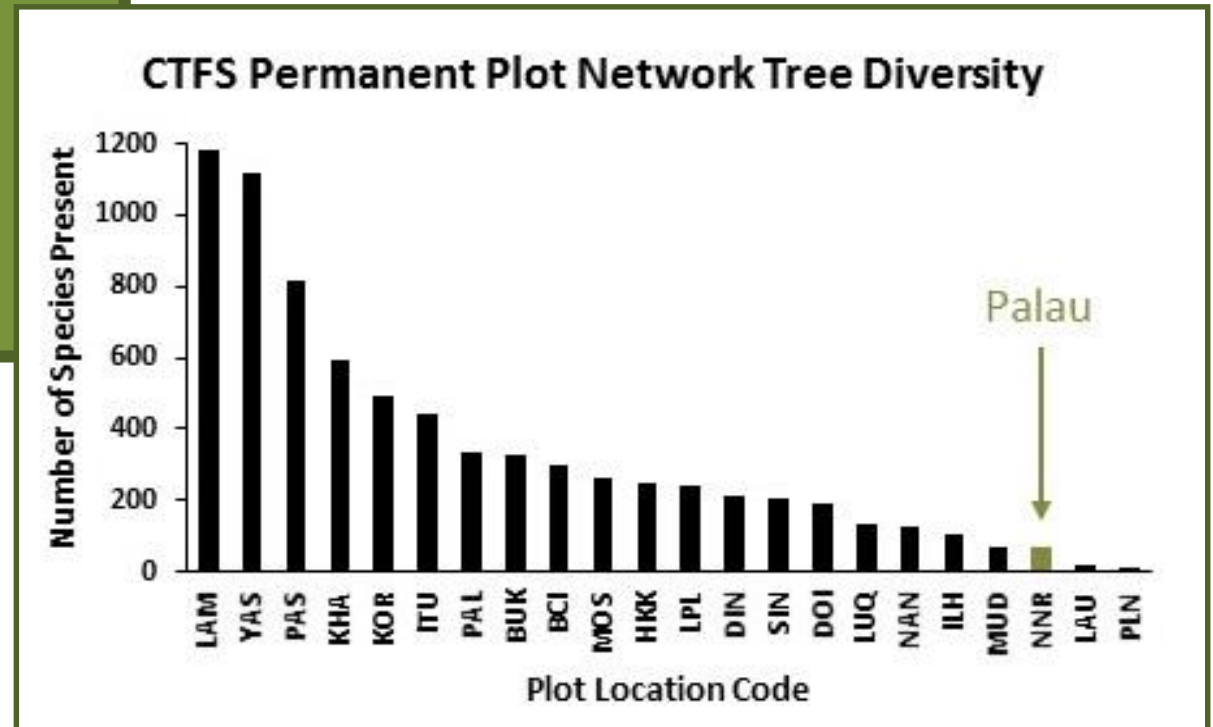 CTFS Permanent Plot Network Tree Diversity
Number of Species Present
1200
1000
800
600
400
200
0
Palau
LAM YAS PAS KHA KOR ITU PAL BUK BCI MOS HKK LPL DIN SIN DOI LUQ NAN ILH MUD NNR LAU PLN
Plot Location Code